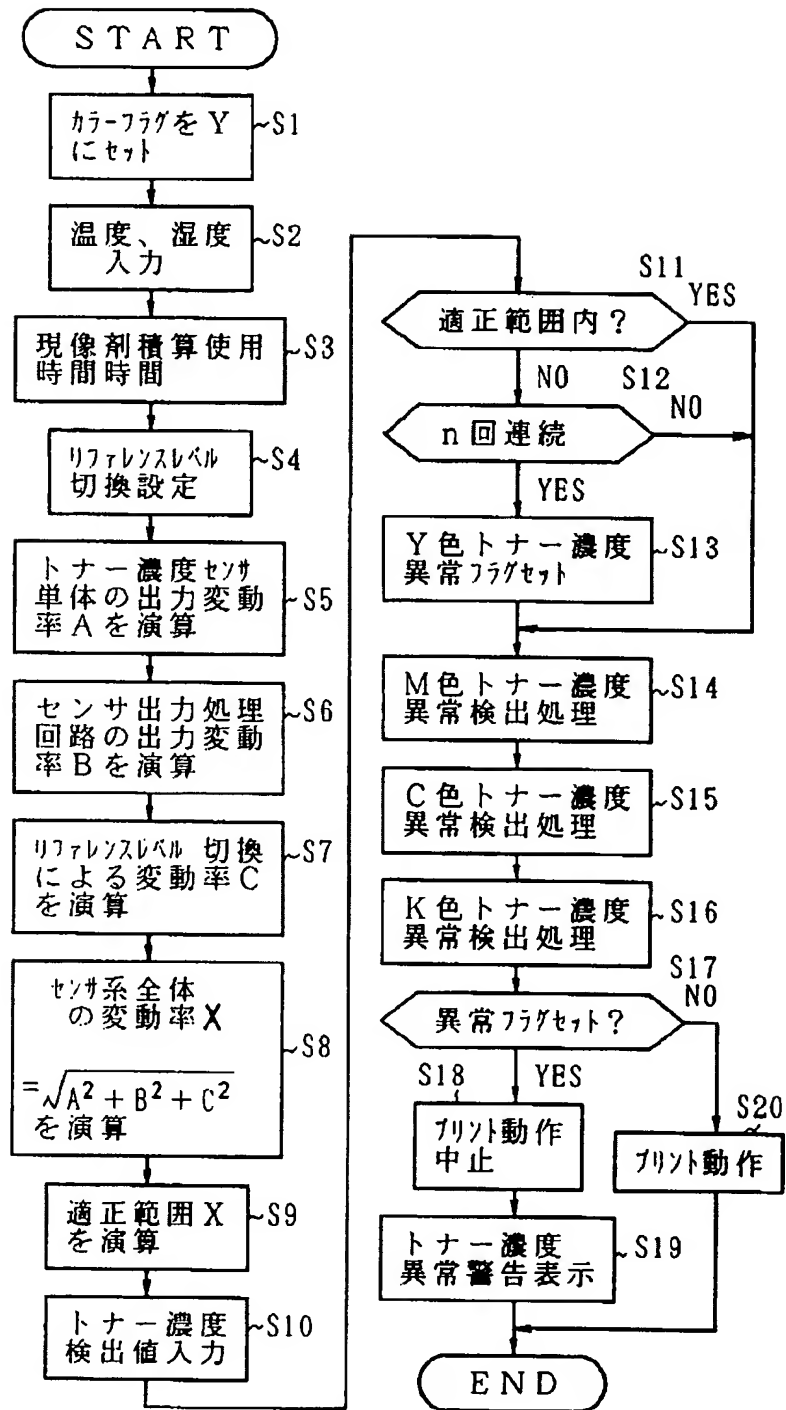 START
カラーフラグをY
にセット
~S1
温度、湿度
入力
~S2
現像剤積算使用
時間時間
~S3
リファレンスレベル
切換設定
~S4
トナー濃度センサ
単体の出力変動
率Aを演算
~S5
センサ出力処理
回路の出力変動
率Bを演算
~S6
リファレンスレベル 切換
による変動率C
を演算
~S7
センサ系全体
の変動率X
=√A²+B²+C²
を演算
~S8
適正範囲X
を演算
~S9
トナー濃度
検出値入力
~S10
S11
適正範囲内?
YES
NO
S12
n回連続
NO
YES
Y色トナー濃度
異常フラグセット
~S13
M色トナー濃度
異常検出処理
~S14
C色トナー濃度
異常検出処理
~S15
K色トナー濃度
異常検出処理
~S16
S17
異常フラグセット?
NO
YES
S18
プリント動作
中止
S20
プリント動作
トナー濃度
異常警告表示
~S19
END